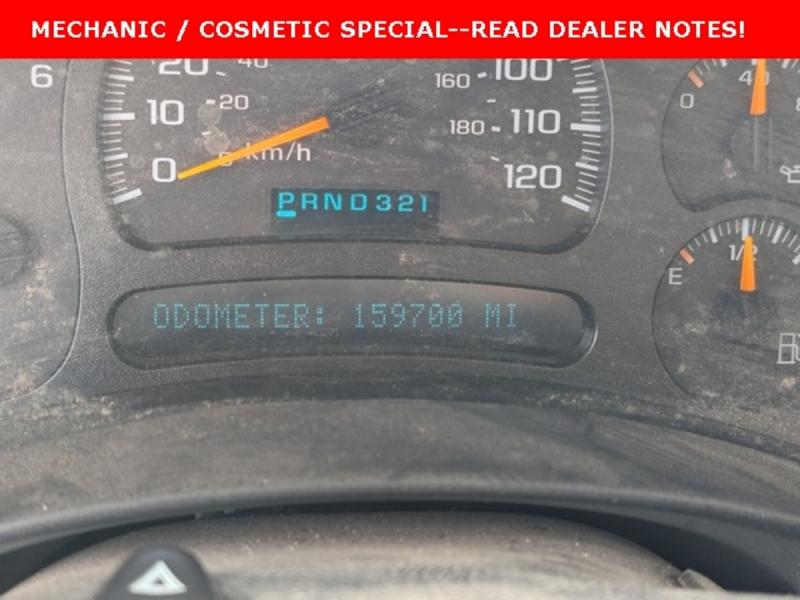 MECHANIC / COSMETIC SPECIAL--READ DEALER NOTES!
6
20 40
160 100
0 40
10 20
180 110
0 km/h
120
PRND321
E 1/2
ODOMETER: 159700 MI